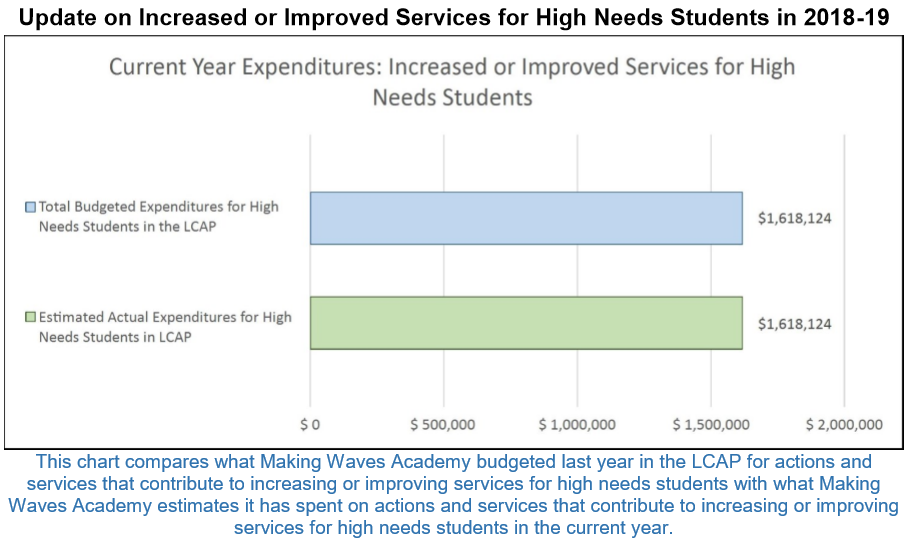 Update on Increased or Improved Services for High Needs Students in 2018-19
Current Year Expenditures: Increased or Improved Services for High
Needs Students
Total Budgeted Expenditures for High
Needs Students in the LCAP
$1,618,124
Estimated Actual Expenditures for High
Needs Students in LCAP
$1,618,124
$ 0
$ 500,000
$ 1,000,000
$ 1,500,000
$ 2,000,000
This chart compares what Making Waves Academy budgeted last year in the LCAP for actions and
services that contribute to increasing or improving services for high needs students with what Making
Waves Academy estimates it has spent on actions and services that contribute to increasing or improving
services for high needs students in the current year.